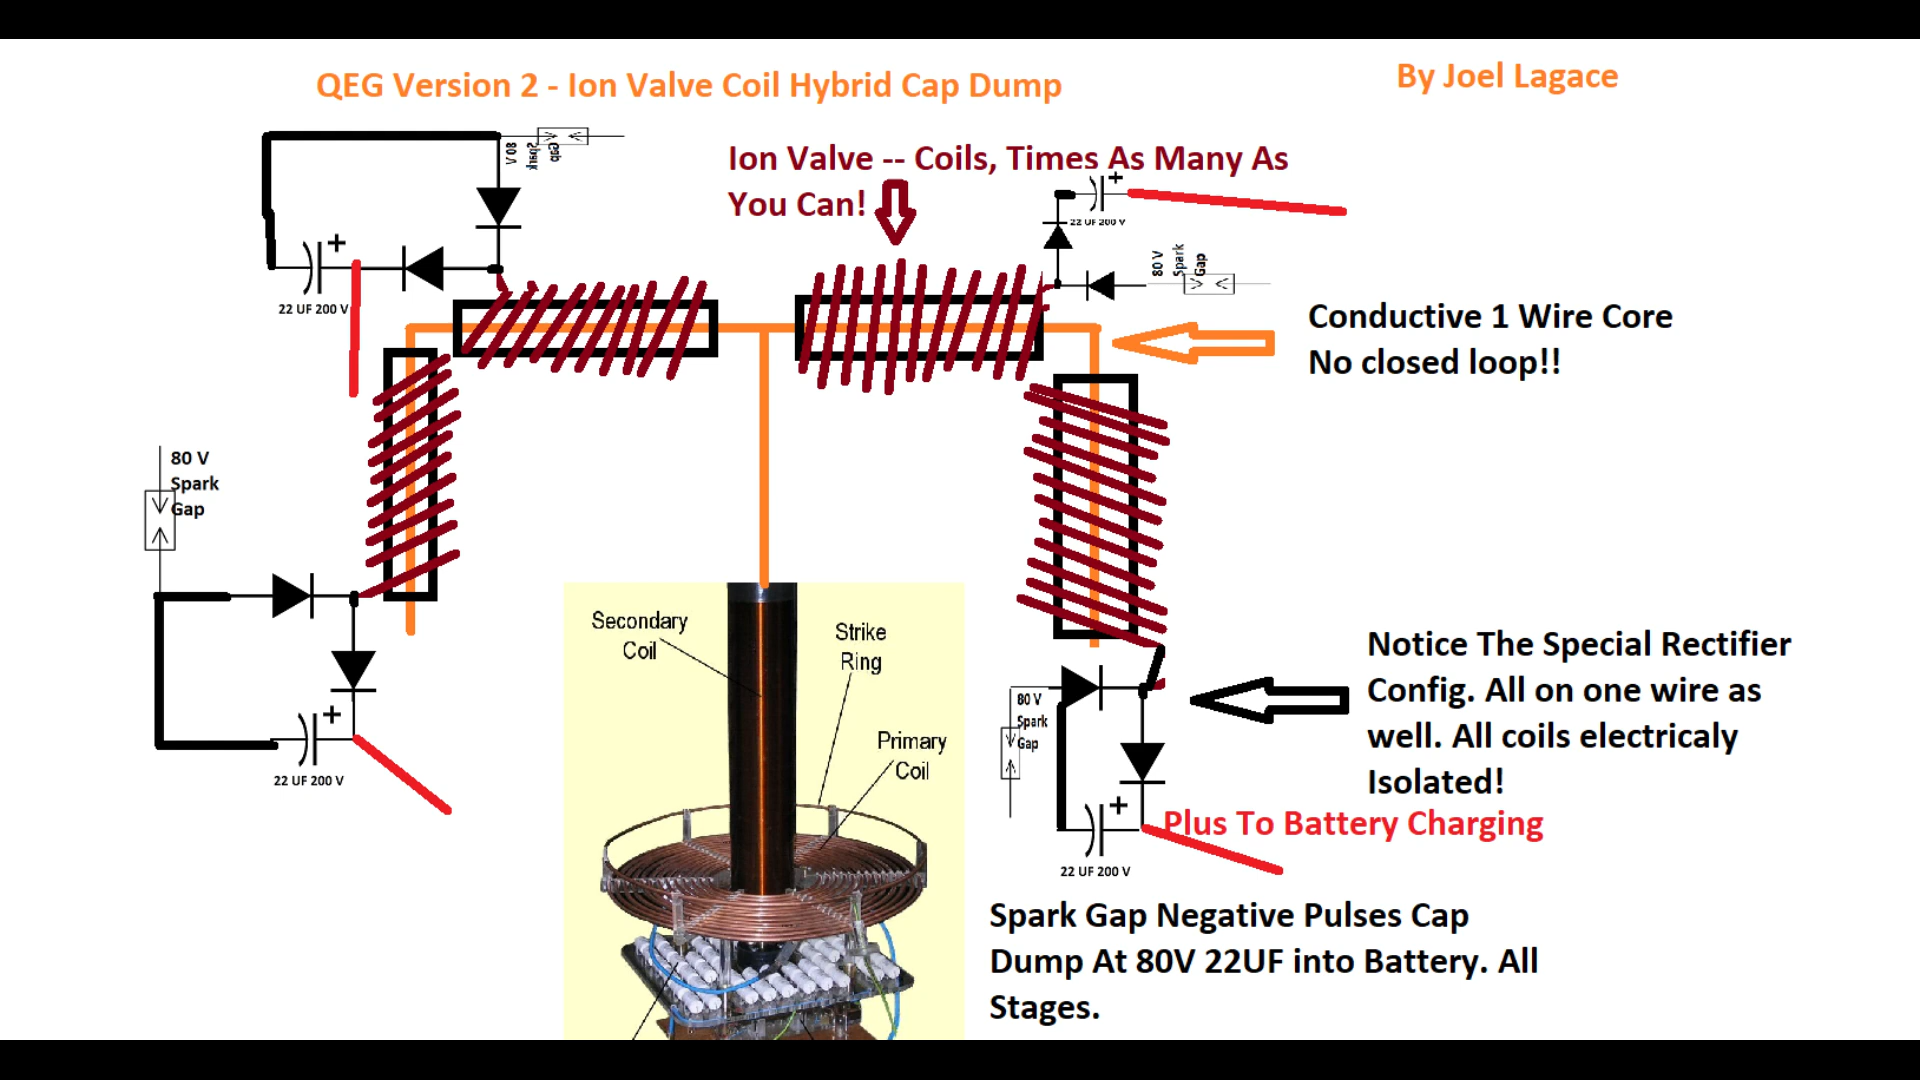 QEG Version 2 - Ion Valve Coil Hybrid Cap Dump
By Joel Lagace
80 V
Spark
Gap
Ion Valve -- Coils, Times As Many As
You Can!
+
22 UF 200 V
+
22 UF 200 V
80 V
Spark
Gap
Conductive 1 Wire Core
No closed loop!!
80 V
Spark
Gap
+
22 UF 200 V
Secondary
Coil
Strike
Ring
Primary
Coil
80 V
Spark
Gap
+
22 UF 200 V
Notice The Special Rectifier
Config. All on one wire as
well. All coils electricaly
Isolated!
Plus To Battery Charging
Spark Gap Negative Pulses Cap
Dump At 80V 22UF into Battery. All
Stages.